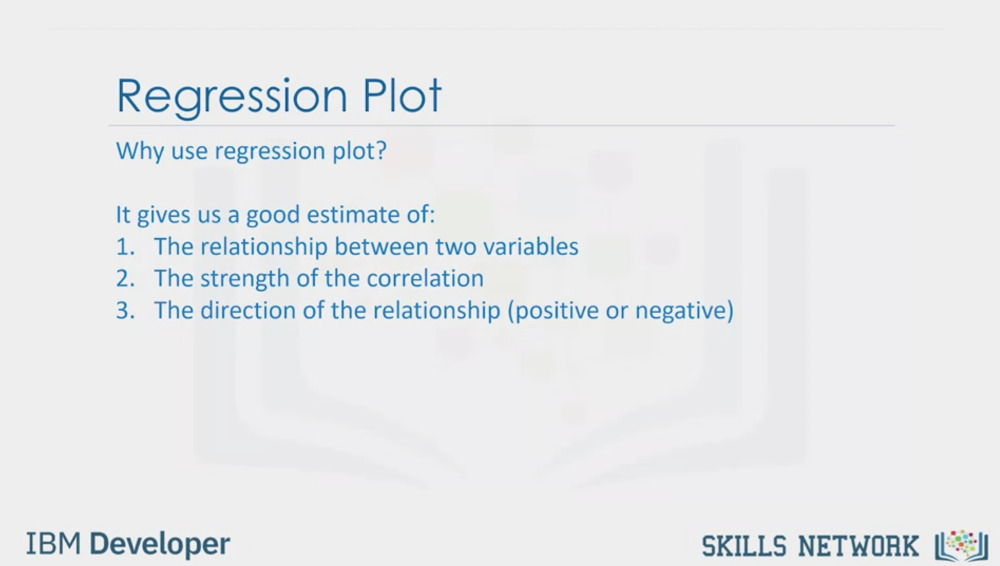 Regression Plot
Why use regression plot?
It gives us a good estimate of:
1. The relationship between two variables
2. The strength of the correlation
3. The direction of the relationship (positive or negative)
IBM Developer
SKILLS NETWORK